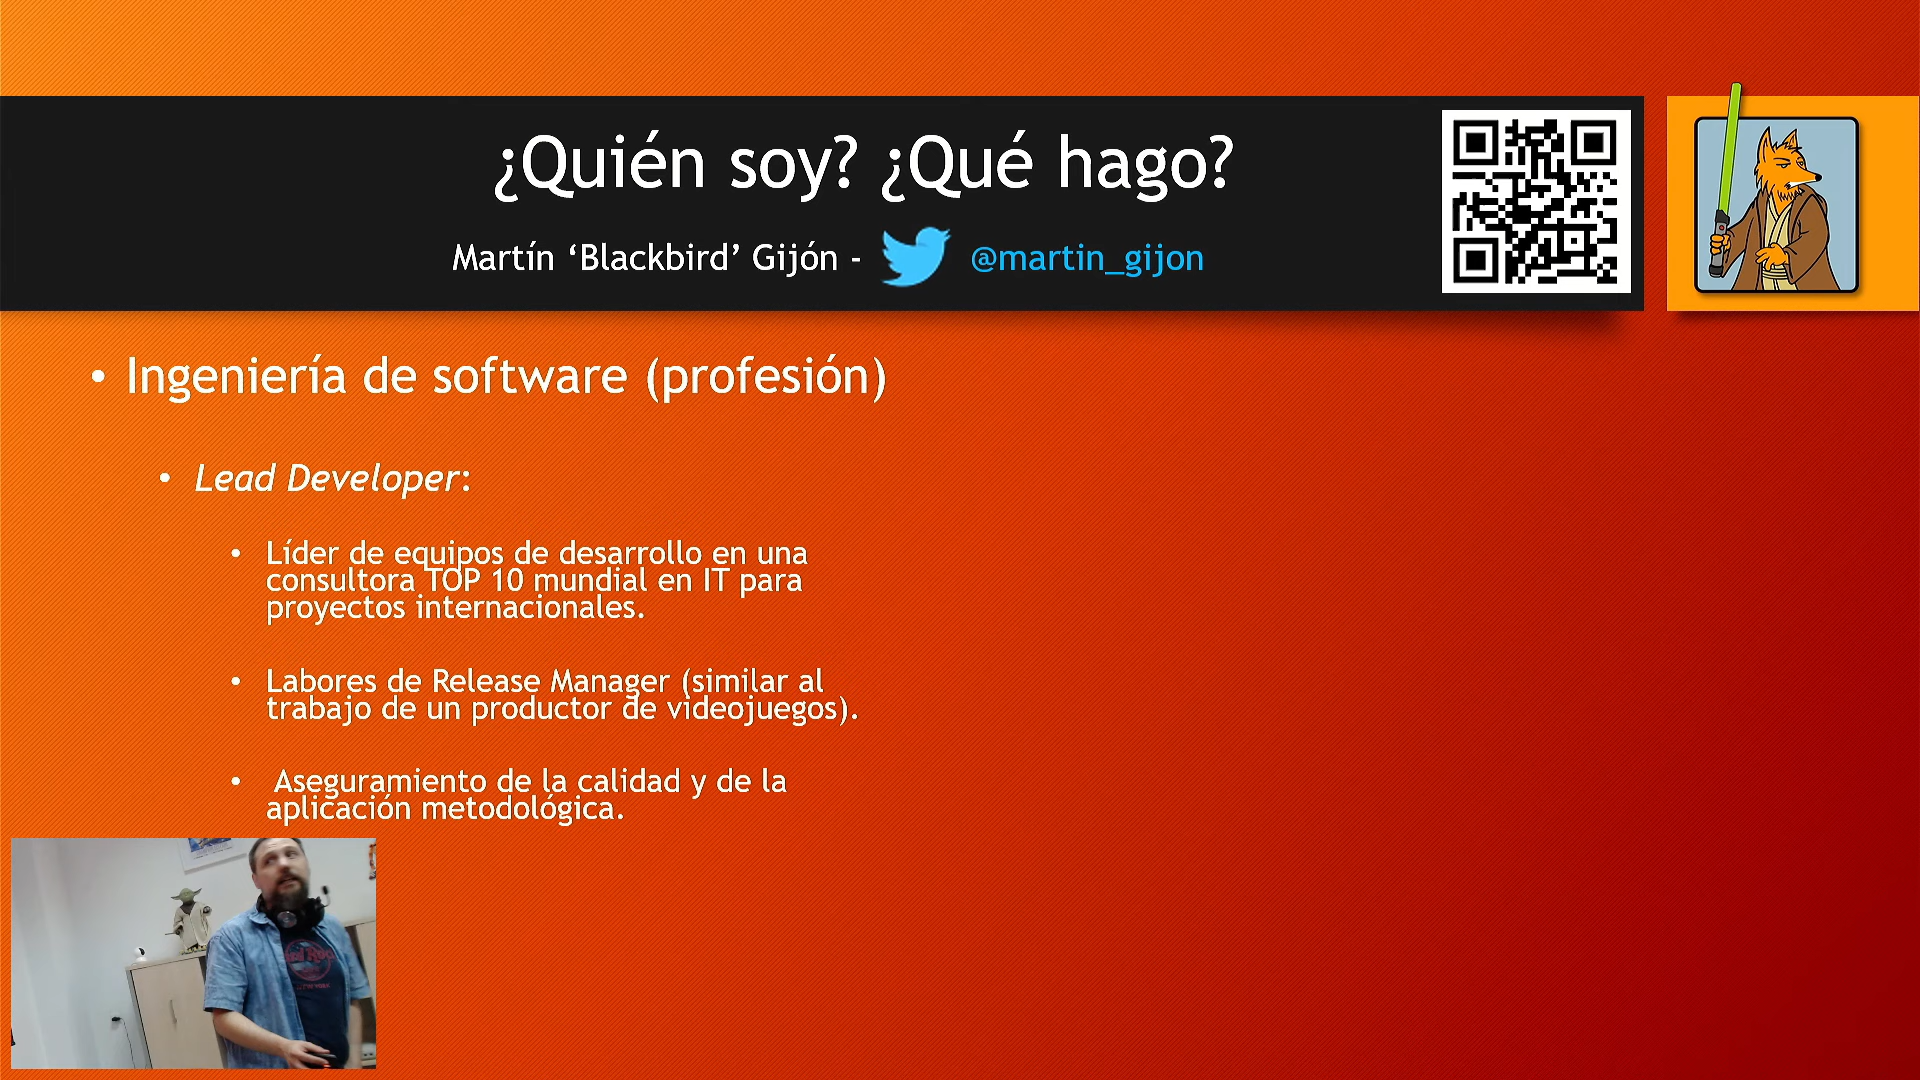 ¿Quién soy? ¿Qué hago?
Martín ‘Blackbird’ Gijón - @martin_gijon
• Ingeniería de software (profesión)
• Lead Developer:
• Líder de equipos de desarrollo en una
consultora TOP 10 mundial en IT para
proyectos internacionales.
• Labores de Release Manager (similar al
trabajo de un productor de videojuegos).
• Aseguramiento de la calidad y de la
aplicación metodológica.